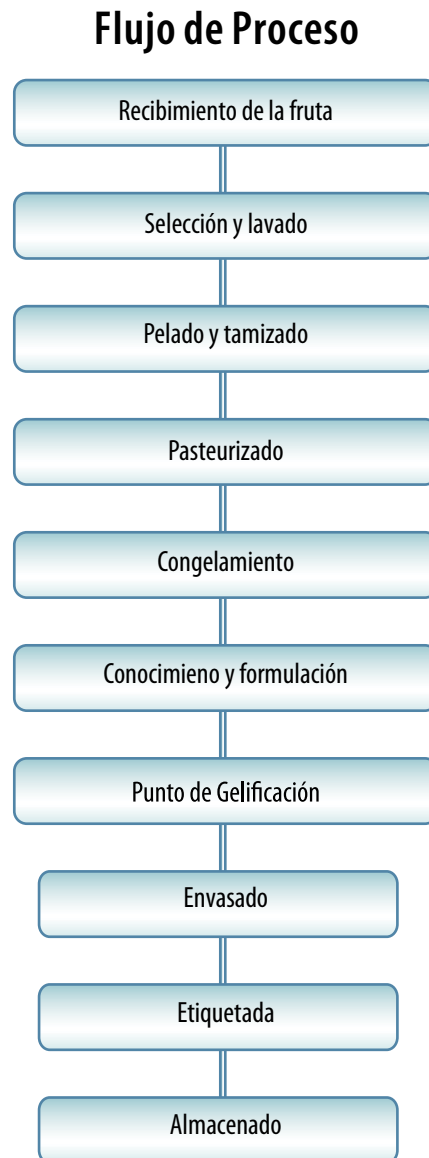 Flujo de Proceso
Recibimiento de la fruta
Selección y lavado
Pelado y tamizado
Pasteurizado
Congelamiento
Conocimieno y formulación
Punto de Gelificación
Envasado
Etiquetada
Almacenado